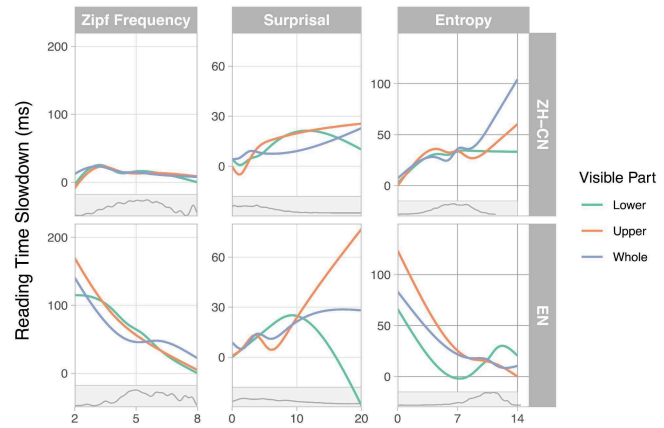 Zipf Frequency
Surprisal
Entropy
Reading Time Slowdown (ms)
200
100
0
60
30
0
100
50
0
ZH−CN
200
100
0
60
30
0
100
50
0
EN
2 5 8
0 10 20
0 7 14
Visible Part
Lower
Upper
Whole